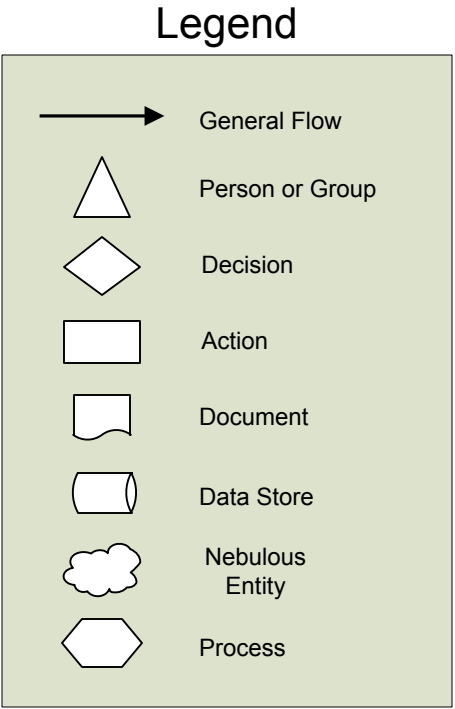 Legend
General Flow
Person or Group
Decision
Action
Document
Data Store
Nebulous
Entity
Process